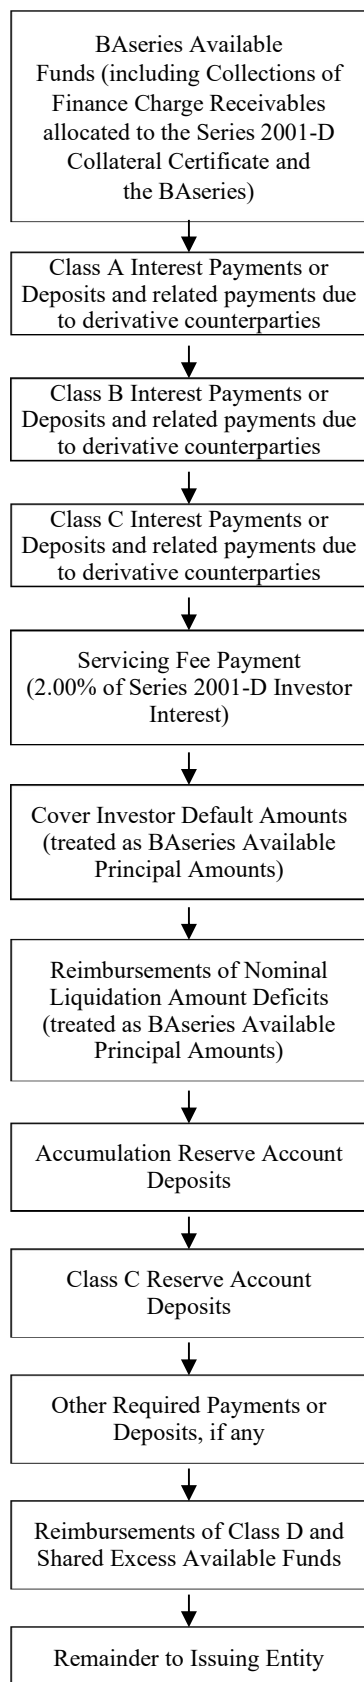 BAseries Available
Funds (including Collections of
Finance Charge Receivables
allocated to the Series 2001-D
Collateral Certificate and
the BAseries)
Class A Interest Payments or
Deposits and related payments due
to derivative counterparties
Class B Interest Payments or
Deposits and related payments due
to derivative counterparties
Class C Interest Payments or
Deposits and related payments due
to derivative counterparties
Servicing Fee Payment
(2.00% of Series 2001-D Investor
Interest)
Cover Investor Default Amounts
(treated as BAseries Available
Principal Amounts)
Reimbursements of Nominal
Liquidation Amount Deficits
(treated as BAseries Available
Principal Amounts)
Accumulation Reserve Account
Deposits
Class C Reserve Account
Deposits
Other Required Payments or
Deposits, if any
Reimbursements of Class D and
Shared Excess Available Funds
Remainder to Issuing Entity